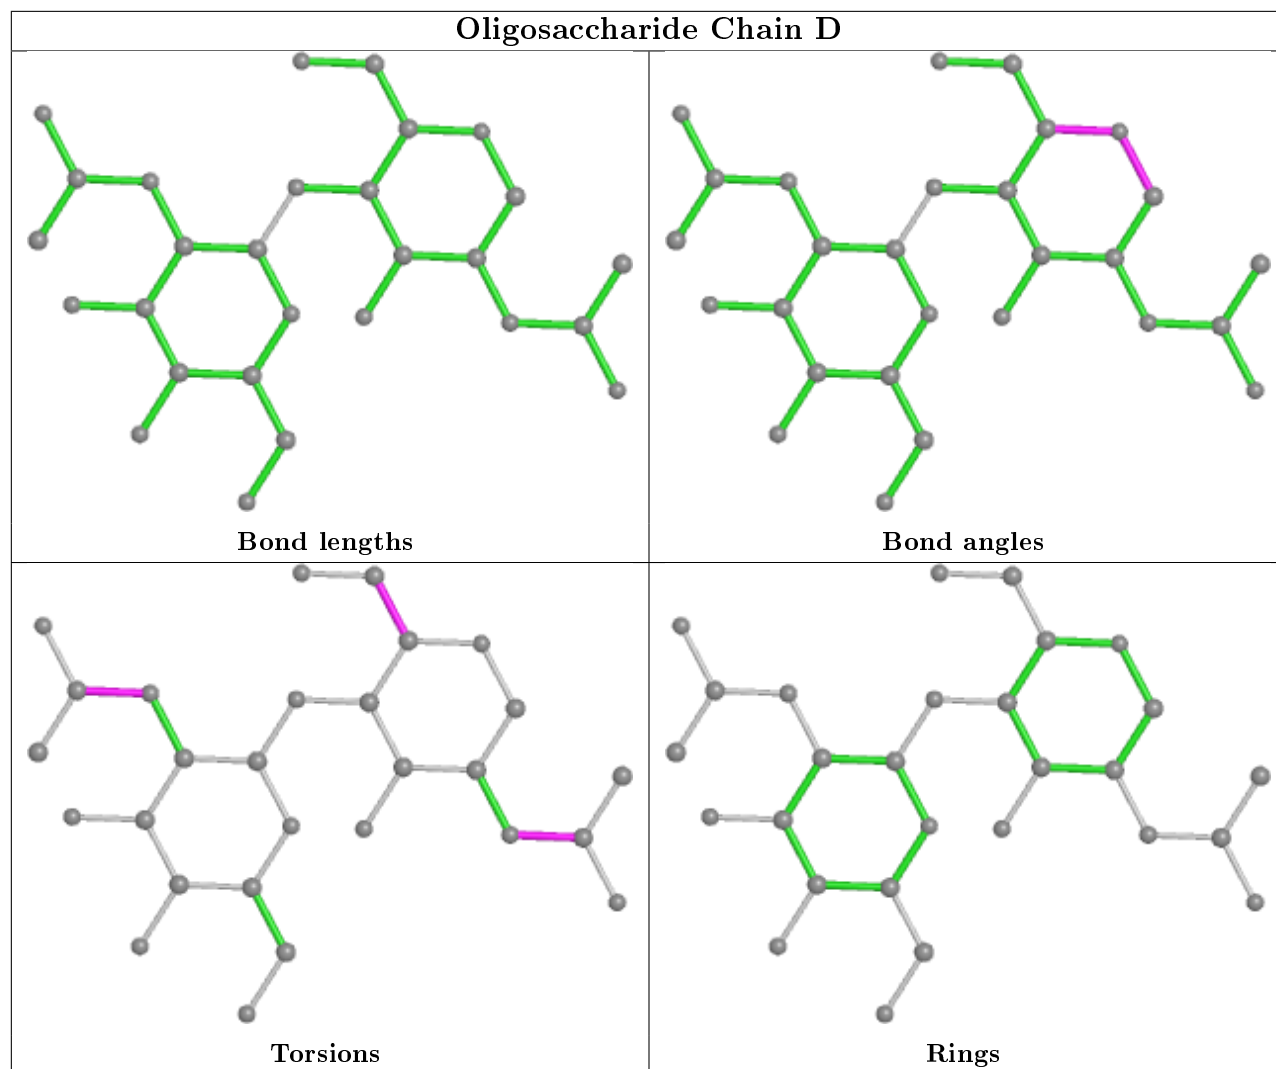 Oligosaccharide Chain D
Bond lengths
Bond angles
Torsions
Rings